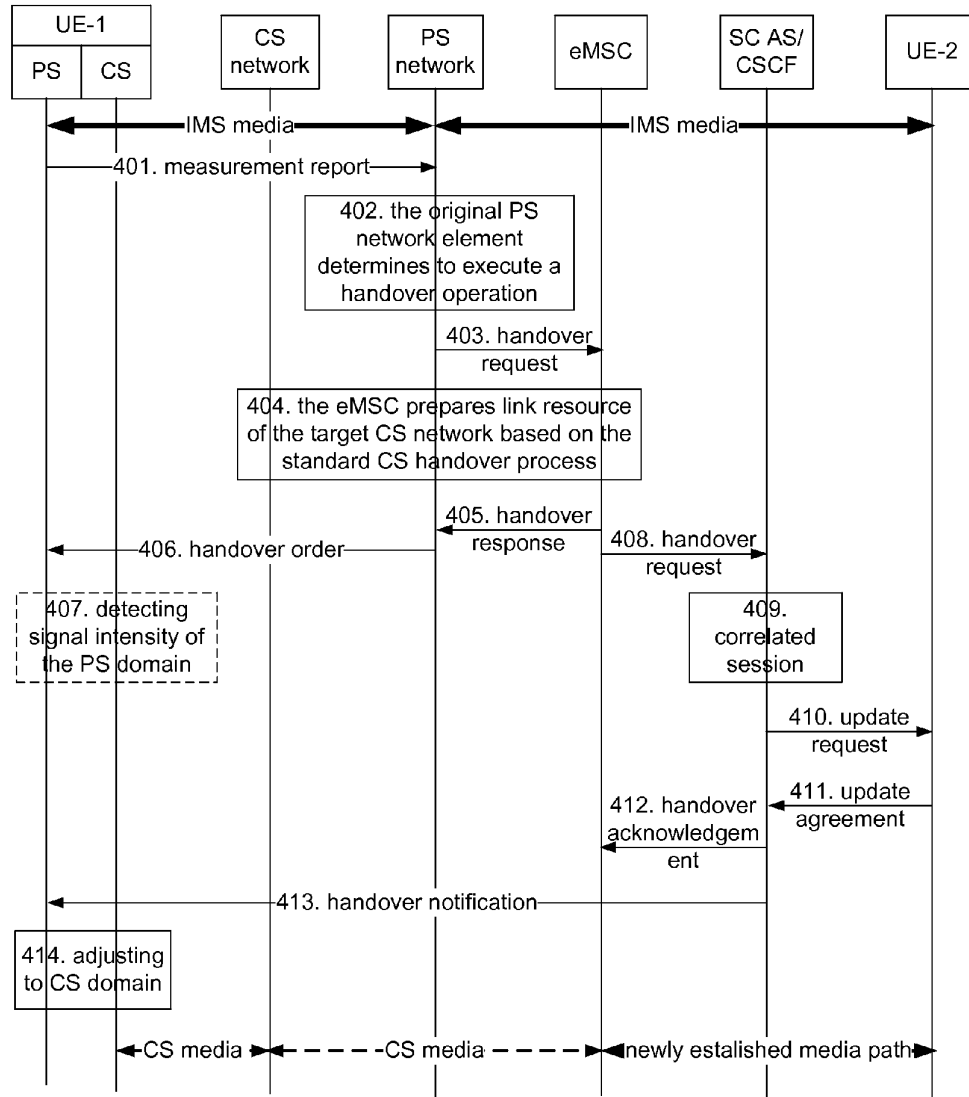 UE-1
PS
CS
CS
network
PS
network
eMSC
SC AS/
CSCF
UE-2
IMS media
IMS media
401. measurement report
402. the original PS
network element
determines to execute a
handover operation
403. handover
request
404. the eMSC prepares link resource
of the target CS network based on the
standard CS handover process
405. handover
response
406. handover order
408. handover
request
407. detecting
signal intensity of
the PS domain
409.
correlated
session
410. update
request
411. update
agreement
412. handover
acknowledgem
ent
413. handover notification
414. adjusting
to CS domain
CS media
CS media
newly estalished media path